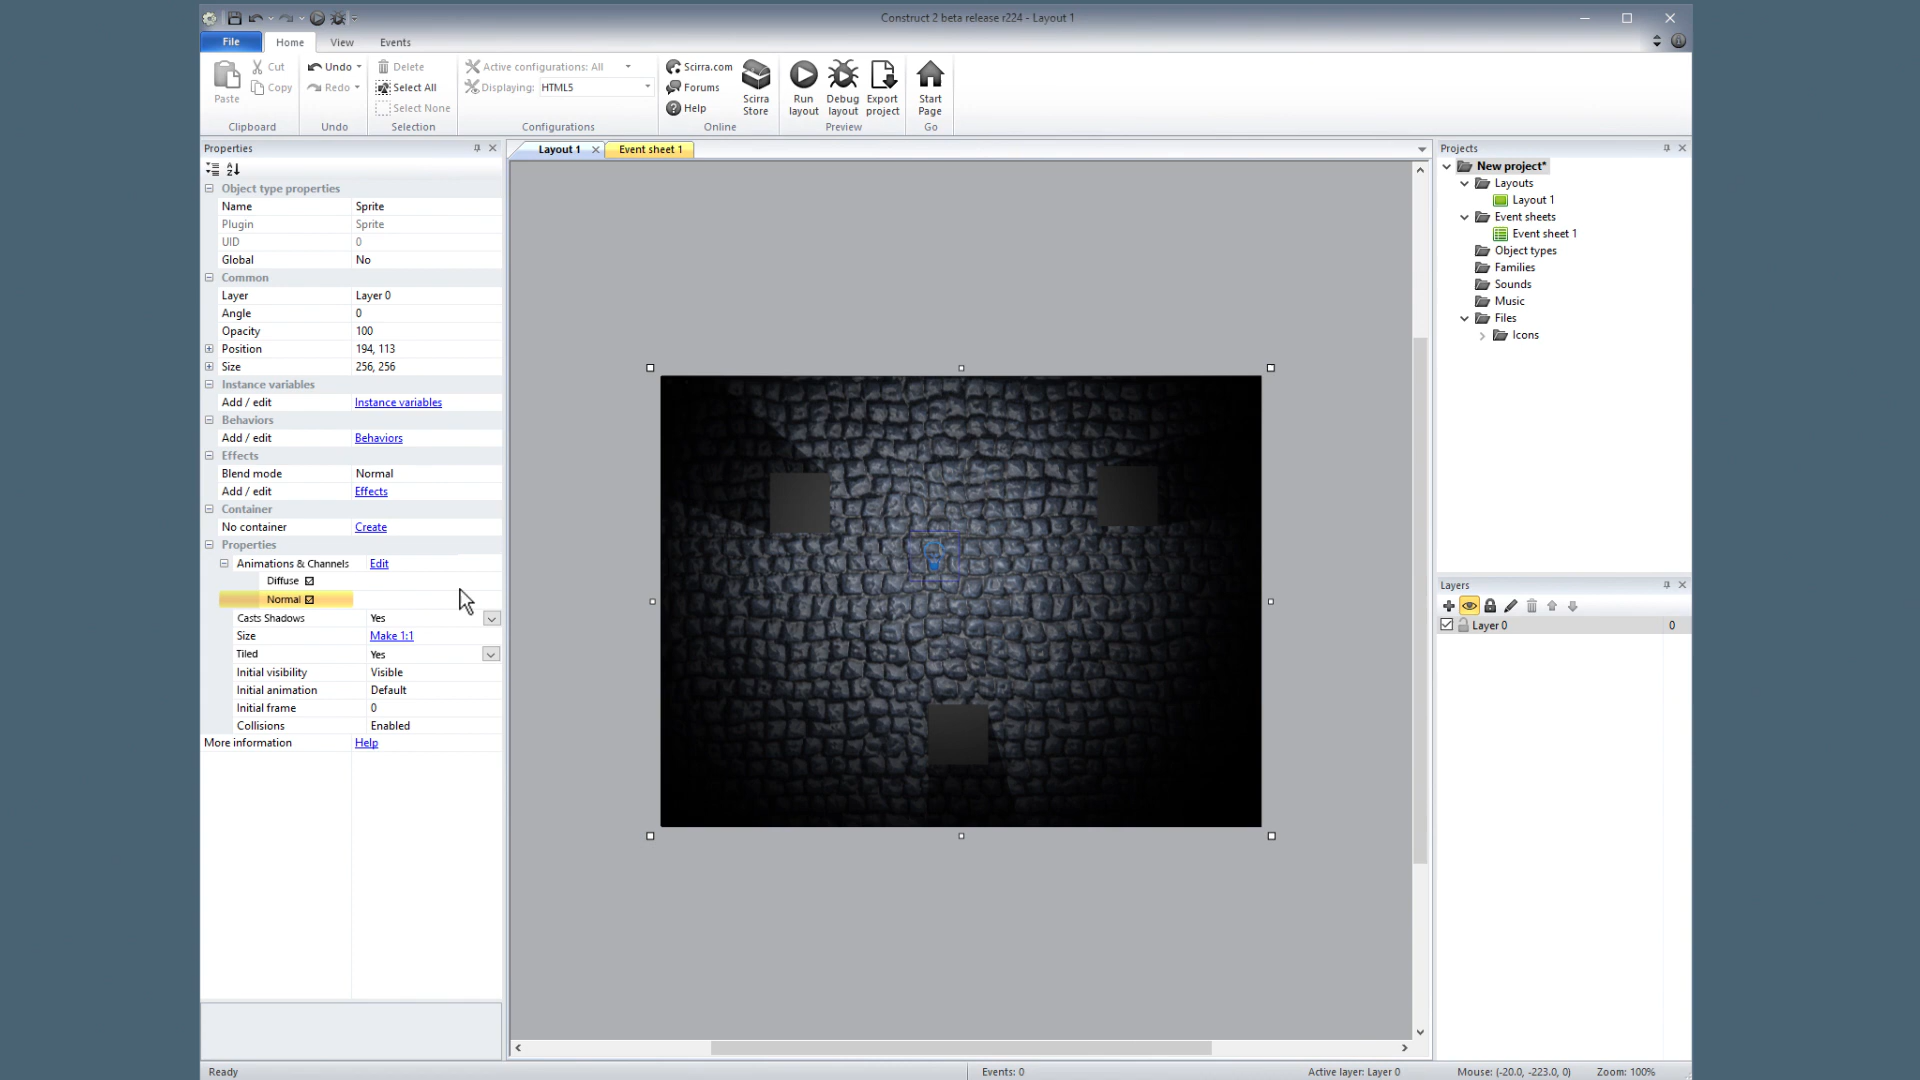 Construct 2 beta release r224 - Layout 1
File Home View Events
Paste
Cut
Copy
Clipboard
Undo
Redo
Undo
Delete
Select All
Select None
Selection
Active configurations: All
Displaying: HTML5
Configurations
Scirra.com
Forums
Help
Scirra Store
Online
Run layout
Debug layout
Export project
Preview
Start Page
Go
Properties
Object type properties
Name Sprite
Plugin Sprite
UID 0
Global No
Common
Layer Layer 0
Angle 0
Opacity 100
Position 194, 113
Size 256, 256
Instance variables
Add / edit Instance variables
Behaviors
Add / edit Behaviors
Effects
Blend mode Normal
Add / edit Effects
Container
No container Create
Properties
Animations & Channels Edit
Diffuse
Normal
Casts Shadows Yes
Size Make 1:1
Tiled Yes
Initial visibility Visible
Initial animation Default
Initial frame 0
Collisions Enabled
More information Help
Layout 1
Event sheet 1
Projects
New project*
Layouts
Layout 1
Event sheets
Event sheet 1
Object types
Families
Sounds
Music
Files
Icons
Layers
Layer 0 0
Ready
Events: 0
Active layer: Layer 0
Mouse: (-20.0, -223.0, 0)
Zoom: 100%